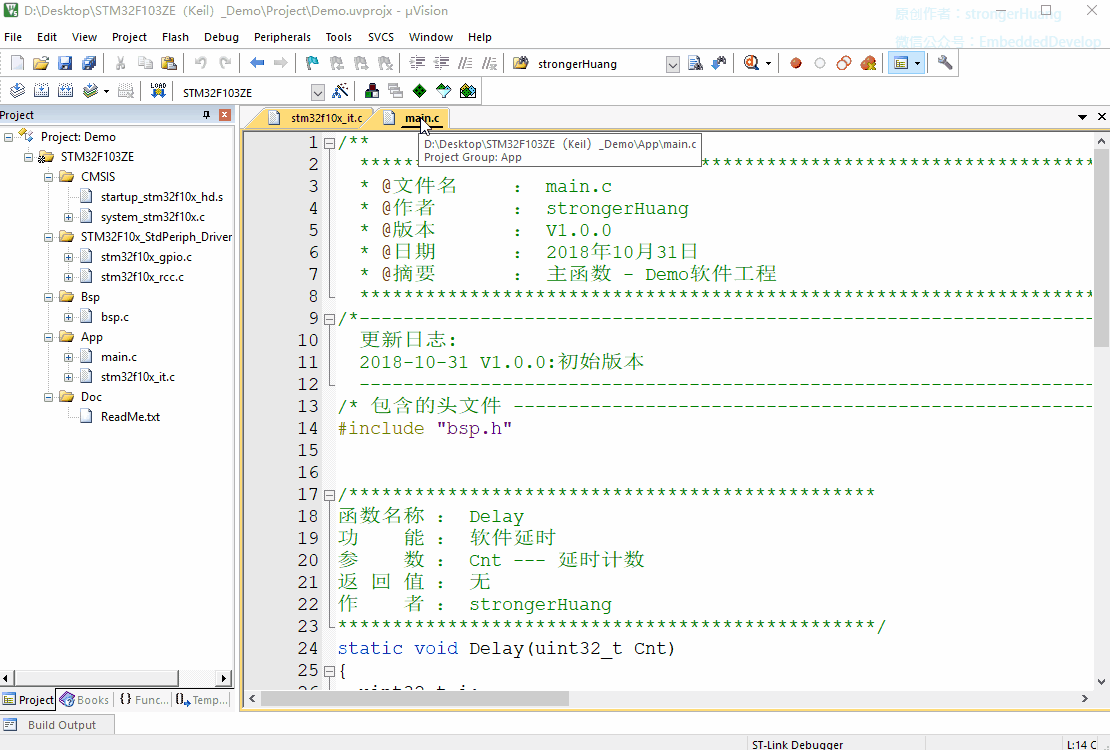 D:\Desktop\STM32F103ZE（Keil）_Demo\Project\Demo.uvprojx - µVision
原创作者：strongerHuang
微信公众号：EmbeddedDevelop
File Edit View Project Flash Debug Peripherals Tools SVCS Window Help
strongerHuang
LOAD
STM32F103ZE
Project
Project: Demo
STM32F103ZE
CMSIS
startup_stm32f10x_hd.s
system_stm32f10x.c
STM32F10x_StdPeriph_Driver
stm32f10x_gpio.c
stm32f10x_rcc.c
Bsp
bsp.c
App
main.c
stm32f10x_it.c
Doc
ReadMe.txt
Project Books {} Func... Temp...
stm32f10x_it.c main.c
D:\Desktop\STM32F103ZE（Keil）_Demo\App\main.c
Project Group: App
1 /**
2
3 * @文件名 ： main.c
4 * @作者 ： strongerHuang
5 * @版本 ： V1.0.0
6 * @日期 ： 2018年10月31日
7 * @摘要 ： 主函数 - Demo软件工程
8
9 /*
10 更新日志:
11 2018-10-31 V1.0.0:初始版本
12
13 /* 包含的头文件
14 #include "bsp.h"
15
16
17 /************************************************
18 函数名称 ： Delay
19 功 能 ： 软件延时
20 参 数 ： Cnt --- 延时计数
21 返 回 值 ： 无
22 作 者 ： strongerHuang
23 *************************************************/
24 static void Delay(uint32_t Cnt)
25 {
Build Output
ST-Link Debugger
L:14 C